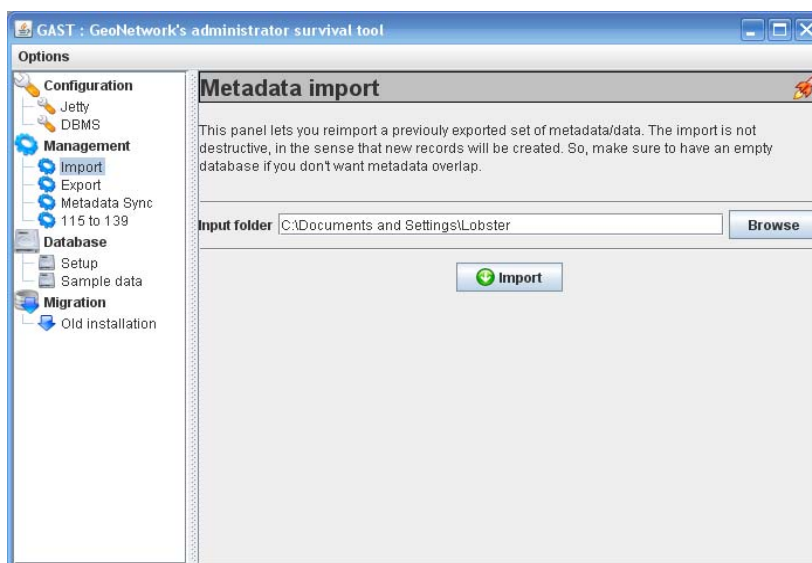 GAST : GeoNetwork's administrator survival tool
Options
Configuration
Jetty
DBMS
Management
Import
Export
Metadata Sync
115 to 139
Database
Setup
Sample data
Migration
Old installation
Metadata import
This panel lets you reimport a previouly exported set of metadata/data. The import is not
destructive, in the sense that new records will be created. So, make sure to have an empty
database if you don't want metadata overlap.
Input folder C:\Documents and Settings\Lobster Browse
Import